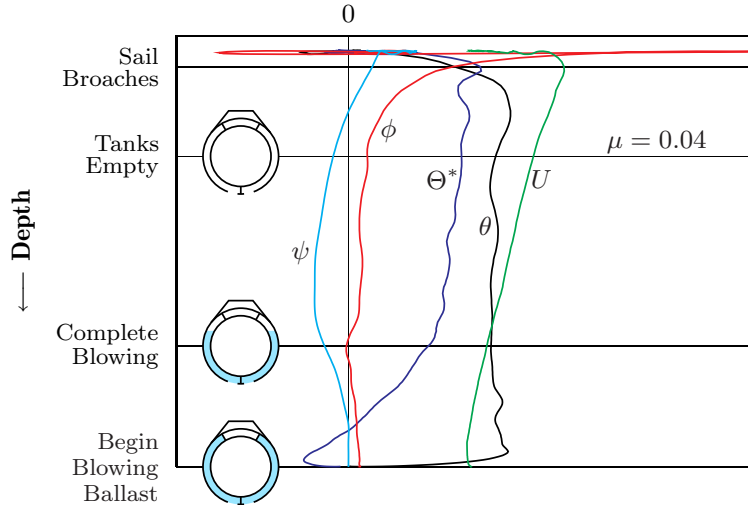 0
Sail
Broaches
Tanks
Empty
μ = 0.04
ϕ
Θ*
U
θ
ψ
← Depth
Complete
Blowing
Begin
Blowing
Ballast